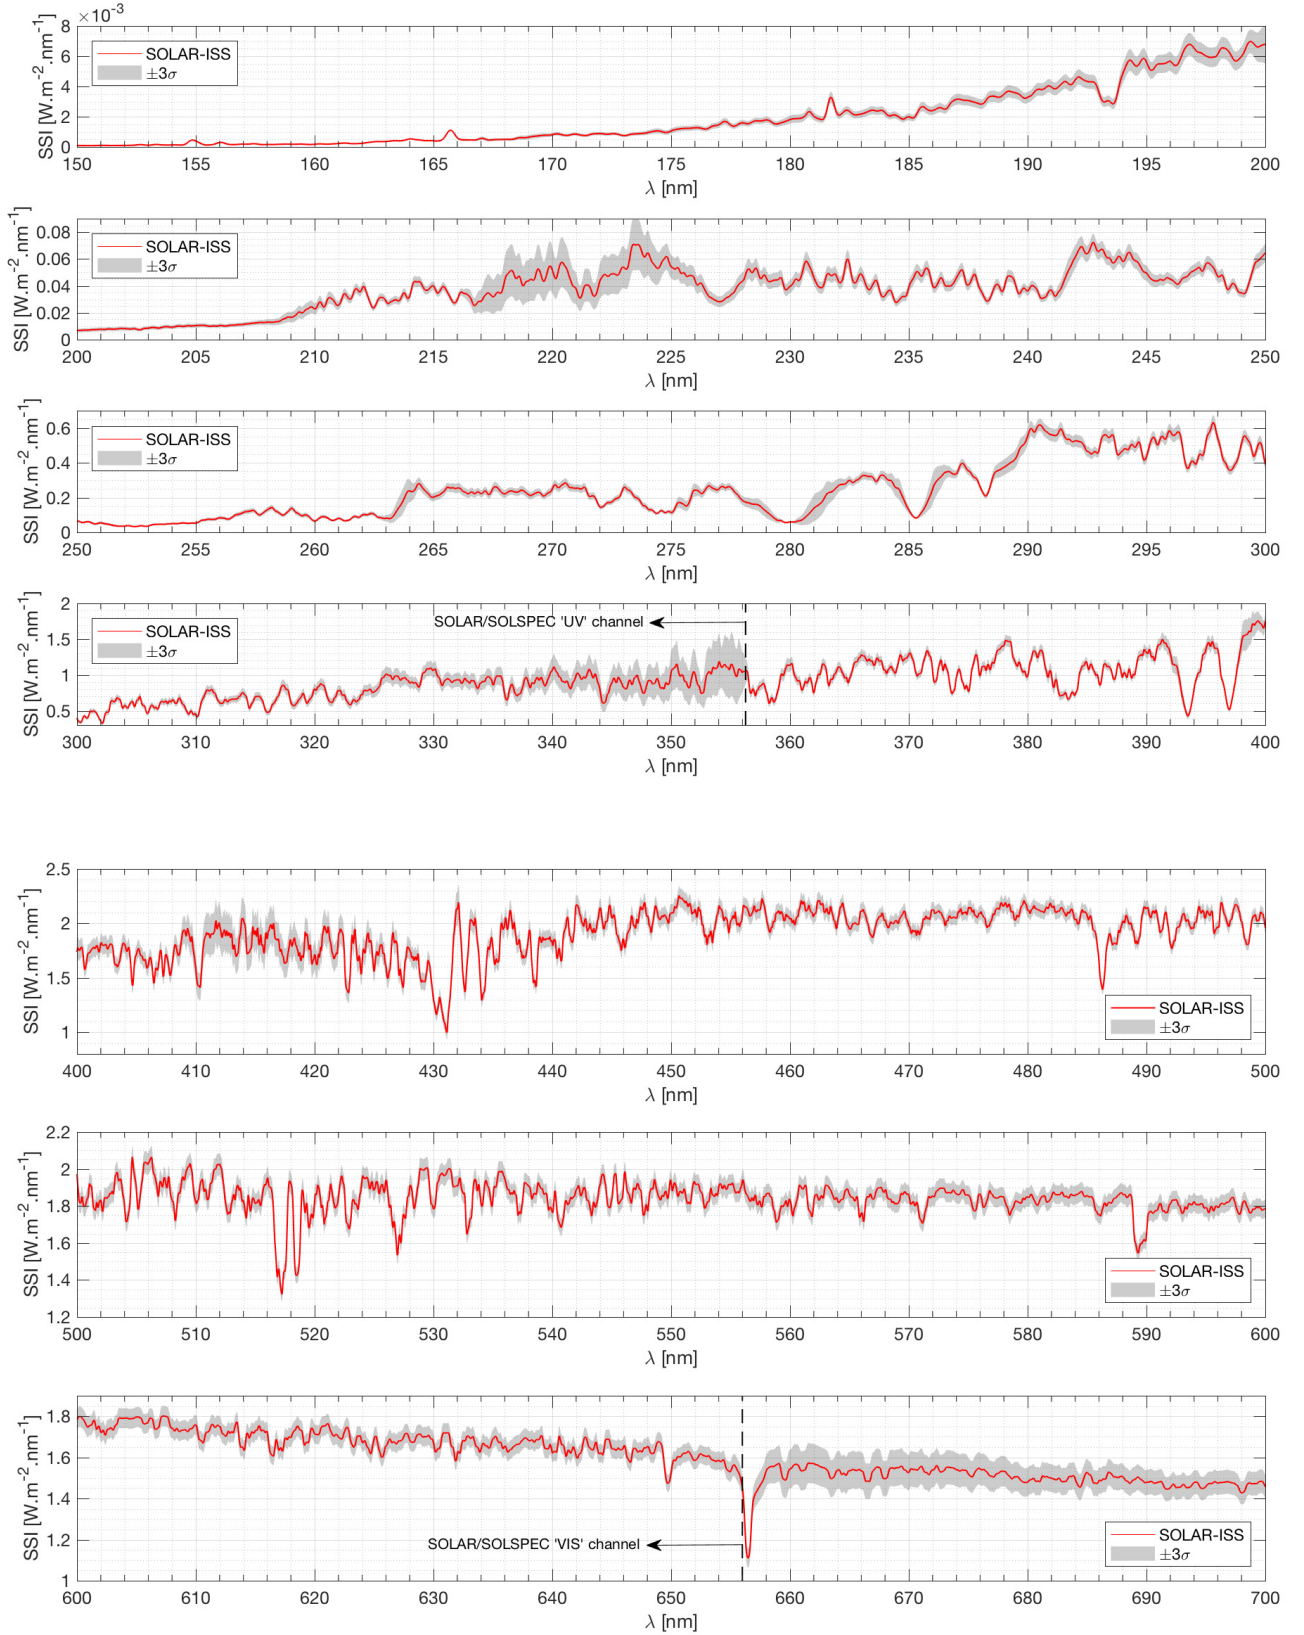 ×10⁻³
8
6
4
2
0
SSI [W.m⁻².nm⁻¹]
SOLAR-ISS
±3σ
150 155 160 165 170 175 180 185 190 195 200
λ [nm]
0.08
0.06
0.04
0.02
0
SSI [W.m⁻².nm⁻¹]
SOLAR-ISS
±3σ
200 205 210 215 220 225 230 235 240 245 250
λ [nm]
0.6
0.4
0.2
0
SSI [W.m⁻².nm⁻¹]
SOLAR-ISS
±3σ
250 255 260 265 270 275 280 285 290 295 300
λ [nm]
2
1.5
1
0.5
SSI [W.m⁻².nm⁻¹]
SOLAR-ISS
±3σ
SOLAR/SOLSPEC 'UV' channel
300 310 320 330 340 350 360 370 380 390 400
λ [nm]
2.5
2
1.5
1
SSI [W.m⁻².nm⁻¹]
SOLAR-ISS
±3σ
400 410 420 430 440 450 460 470 480 490 500
λ [nm]
2.2
2
1.8
1.6
1.4
1.2
SSI [W.m⁻².nm⁻¹]
SOLAR-ISS
±3σ
500 510 520 530 540 550 560 570 580 590 600
λ [nm]
1.8
1.6
1.4
1.2
1
SSI [W.m⁻².nm⁻¹]
SOLAR/SOLSPEC 'VIS' channel
SOLAR-ISS
±3σ
600 610 620 630 640 650 660 670 680 690 700
λ [nm]